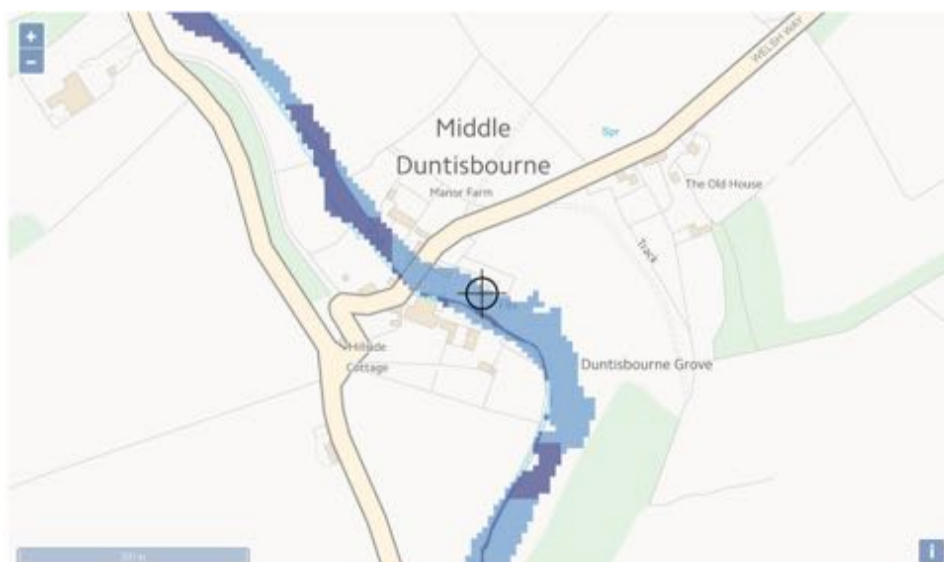 +
−
WELSH WAY
Middle
Duntisbourne
Manor Farm
Spr
The Old House
Track
Hillside
Cottage
Duntisbourne Grove
i